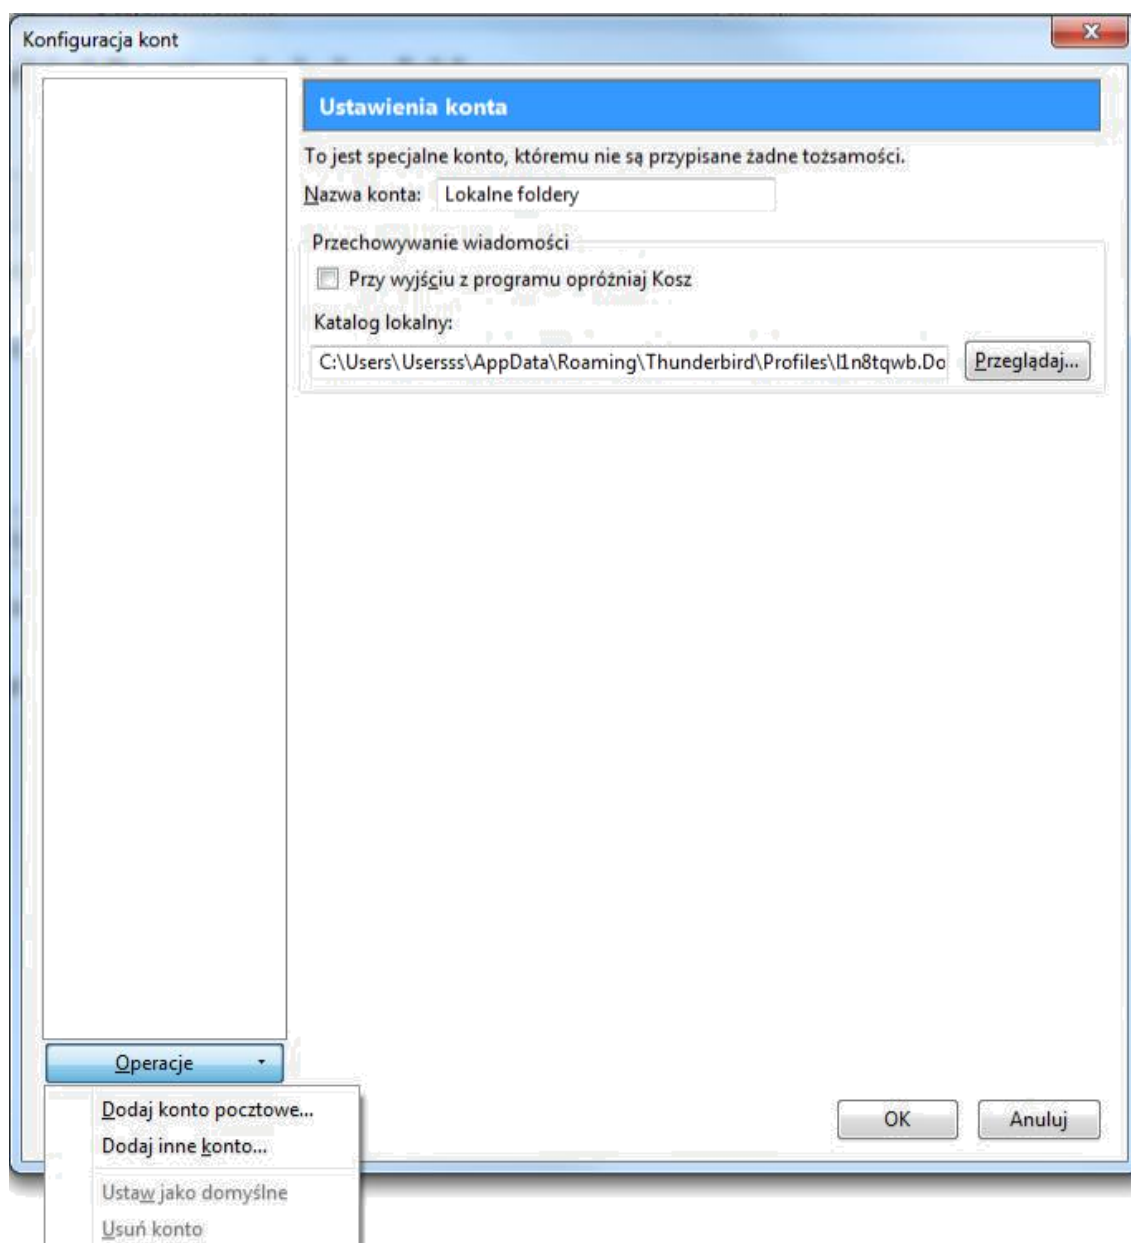 Konfiguracja kont
Ustawienia konta
To jest specjalne konto, któremu nie są przypisane żadne tożsamości.
Nazwa konta: Lokalne foldery
Przechowywanie wiadomości
Przy wyjściu z programu opróżniaj Kosz
Katalog lokalny:
C:\Users\Usersss\AppData\Roaming\Thunderbird\Profiles\l1n8tqwb.Do Przeglądaj...
Operacje
Dodaj konto pocztowe...
Dodaj inne konto...
Ustaw jako domyślne
Usuń konto
OK Anuluj